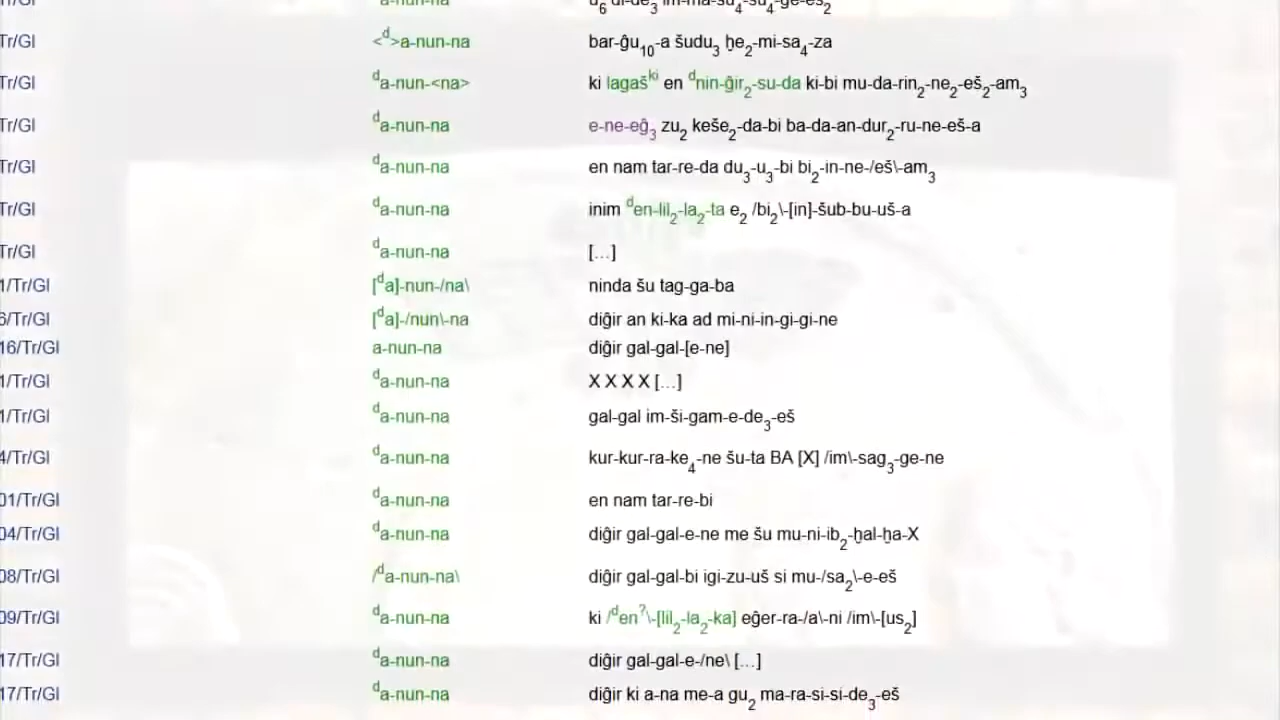 Tr/Gl a-nun-na u₆ di-de₃ im-ma-su₄-su₄-ge-eš₂
Tr/Gl <ᵈ>a-nun-na bar-ĝu₁₀-a šudu₃ ḫe₂-mi-sa₄-za
Tr/Gl ᵈa-nun-<na> ki lagašᵏⁱ en ᵈnin-ĝir₂-su-da ki-bi mu-da-rin₂-ne₂-eš₂-am₃
Tr/Gl ᵈa-nun-na e-ne-eĝ₃ zu₂ keše₂-da-bi ba-da-an-dur₂-ru-ne-eš-a
Tr/Gl ᵈa-nun-na en nam tar-re-da du₃-u₃-bi bi₂-in-ne-/eš\-am₃
Tr/Gl ᵈa-nun-na inim ᵈen-lil₂-la₂-ta e₂ /bi₂\-[in]-šub-bu-uš-a
Tr/Gl ᵈa-nun-na […]
1/Tr/Gl [ᵈa]-nun-/na\ ninda šu tag-ga-ba
6/Tr/Gl [ᵈa]-/nun\-na diĝir an ki-ka ad mi-ni-in-gi-gi-ne
16/Tr/Gl a-nun-na diĝir gal-gal-[e-ne]
1/Tr/Gl ᵈa-nun-na X X X X […]
1/Tr/Gl ᵈa-nun-na gal-gal im-ši-gam-e-de₃-eš
4/Tr/Gl ᵈa-nun-na kur-kur-ra-ke₄-ne šu-ta BA [X] /im\-sag₃-ge-ne
01/Tr/Gl ᵈa-nun-na en nam tar-re-bi
04/Tr/Gl ᵈa-nun-na diĝir gal-gal-e-ne me šu mu-ni-ib₂-ḫal-ḫa-X
08/Tr/Gl /ᵈa-nun-na\ diĝir gal-gal-bi igi-zu-uš si mu-/sa₂\-e-eš
09/Tr/Gl ᵈa-nun-na ki /ᵈen?\-[lil₂-la₂-ka] eĝer-ra-/a\-ni /im\-[us₂]
17/Tr/Gl ᵈa-nun-na diĝir gal-gal-e-/ne\ […]
17/Tr/Gl ᵈa-nun-na diĝir ki a-na me-a gu₂ ma-ra-si-si-de₃-eš